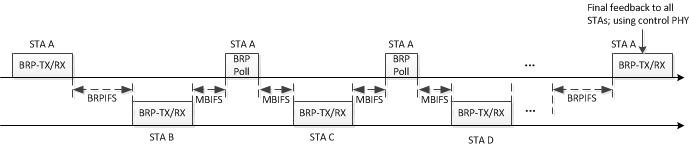 Final feedback to all
STAs; using control PHY
STA A
STA A
STA A
STA A
BRP-TX/RX
BRP
Poll
BRP
Poll
...
BRP-TX/RX
BRPIFS
MBIFS
MBIFS
MBIFS
MBIFS
BRPIFS
BRP-TX/RX
BRP-TX/RX
BRP-TX/RX
...
STA B
STA C
STA D